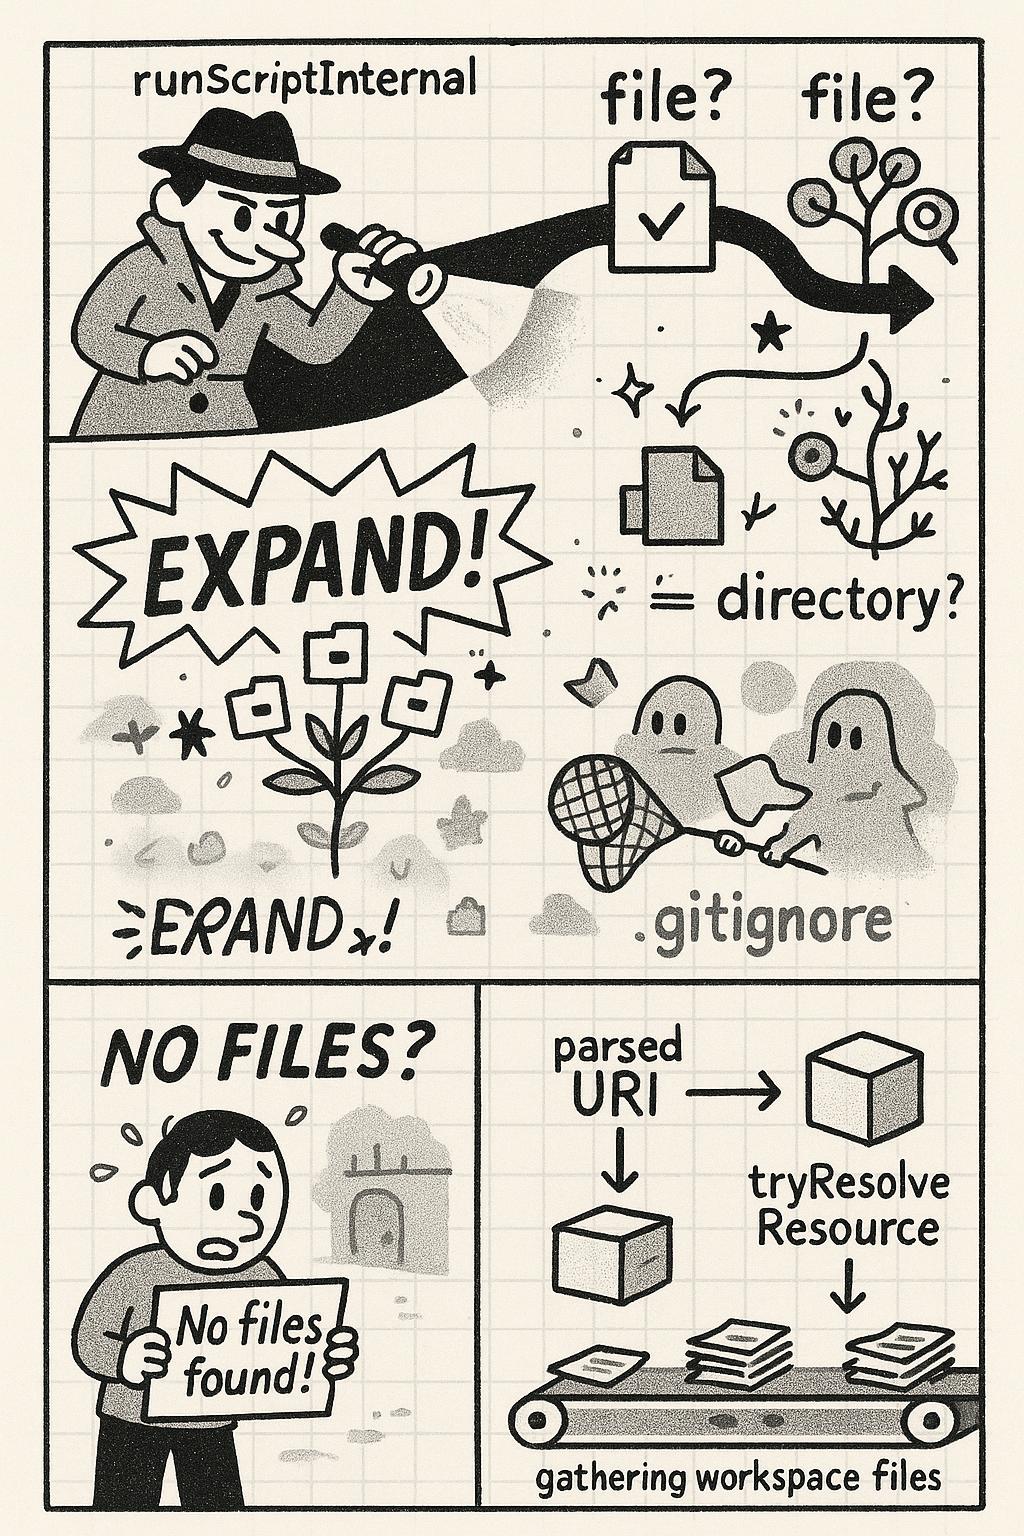 runScriptInternal
file?
file?
EXPAND!
= directory?
ERAND x!
.gitignore
NO FILES?
No files
found!
parsed
URI
tryResolve
Resource
gathering workspace files